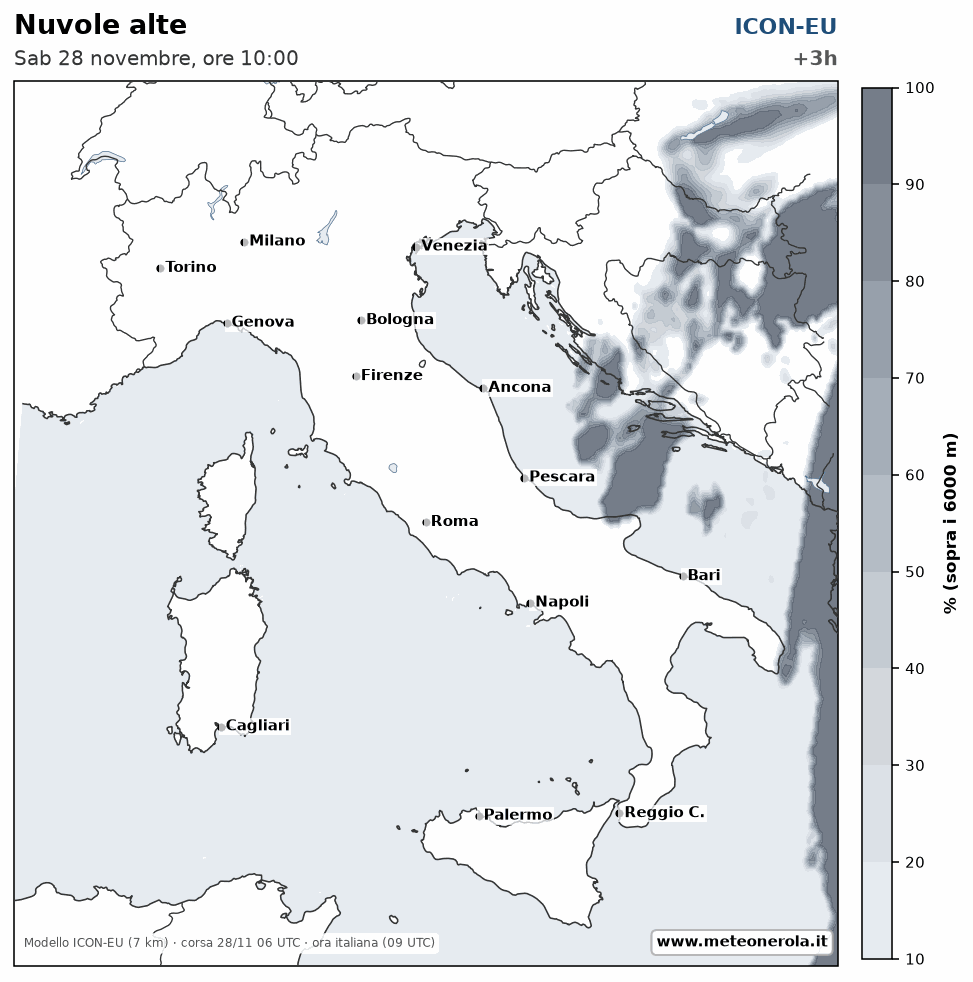 Nuvole alte
ICON-EU
Sab 28 novembre, ore 10:00
+3h
Milano
Venezia
Torino
Genova
Bologna
Firenze
Ancona
Pescara
Roma
Bari
Napoli
Cagliari
Palermo
Reggio C.
100
90
80
70
60
50
40
30
20
10
% (sopra i 6000 m)
Modello ICON-EU (7 km) · corsa 28/11 06 UTC · ora italiana (09 UTC)
www.meteonerola.it